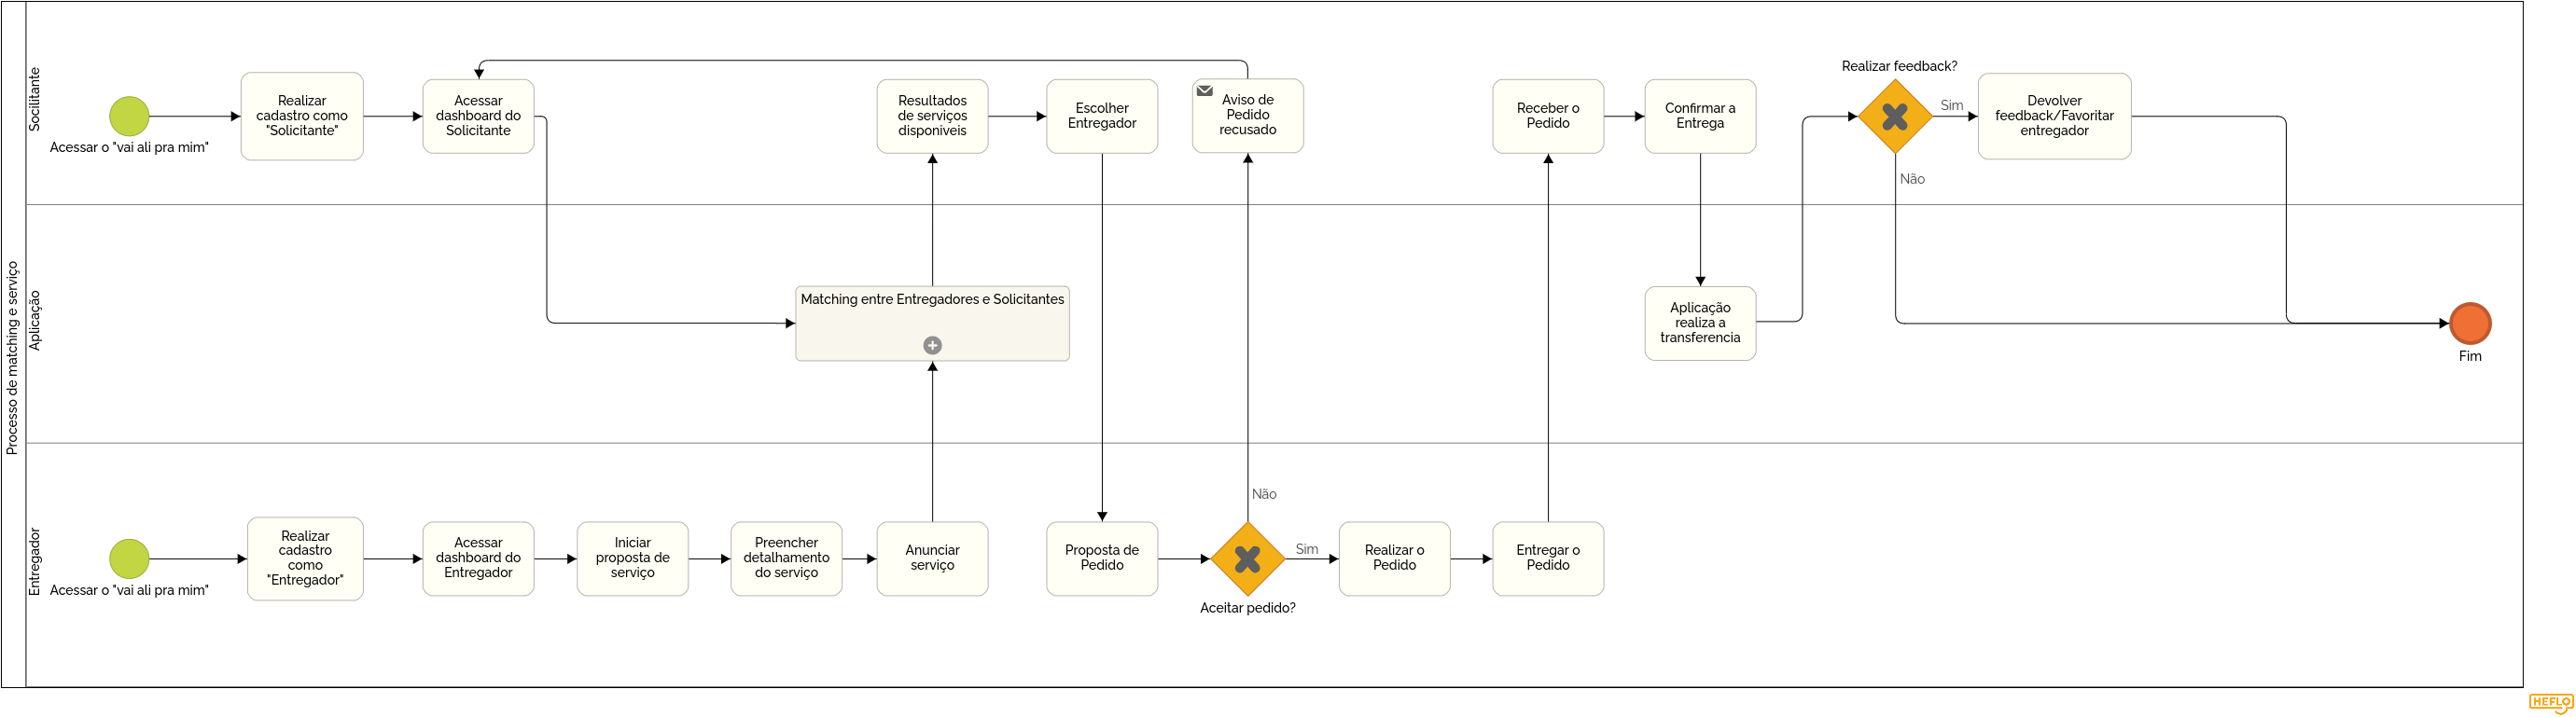 Processo de matching e serviço
Socilitante
Acessar o "vai ali pra mim"
Realizar
cadastro como
"Solicitante"
Acessar
dashboard do
Solicitante
Resultados
de serviços
disponiveis
Escolher
Entregador
Aviso de
Pedido
recusado
Receber o
Pedido
Confirmar a
Entrega
Realizar feedback?
Sim
Não
Devolver
feedback/Favoritar
entregador
Aplicação
Matching entre Entregadores e Solicitantes
Aplicação
realiza a
transferencia
Fim
Entregador
Acessar o "vai ali pra mim"
Realizar
cadastro
como
"Entregador"
Acessar
dashboard do
Entregador
Iniciar
proposta de
serviço
Preencher
detalhamento
do serviço
Anunciar
serviço
Proposta de
Pedido
Não
Aceitar pedido?
Sim
Realizar o
Pedido
Entregar o
Pedido
HEFLO